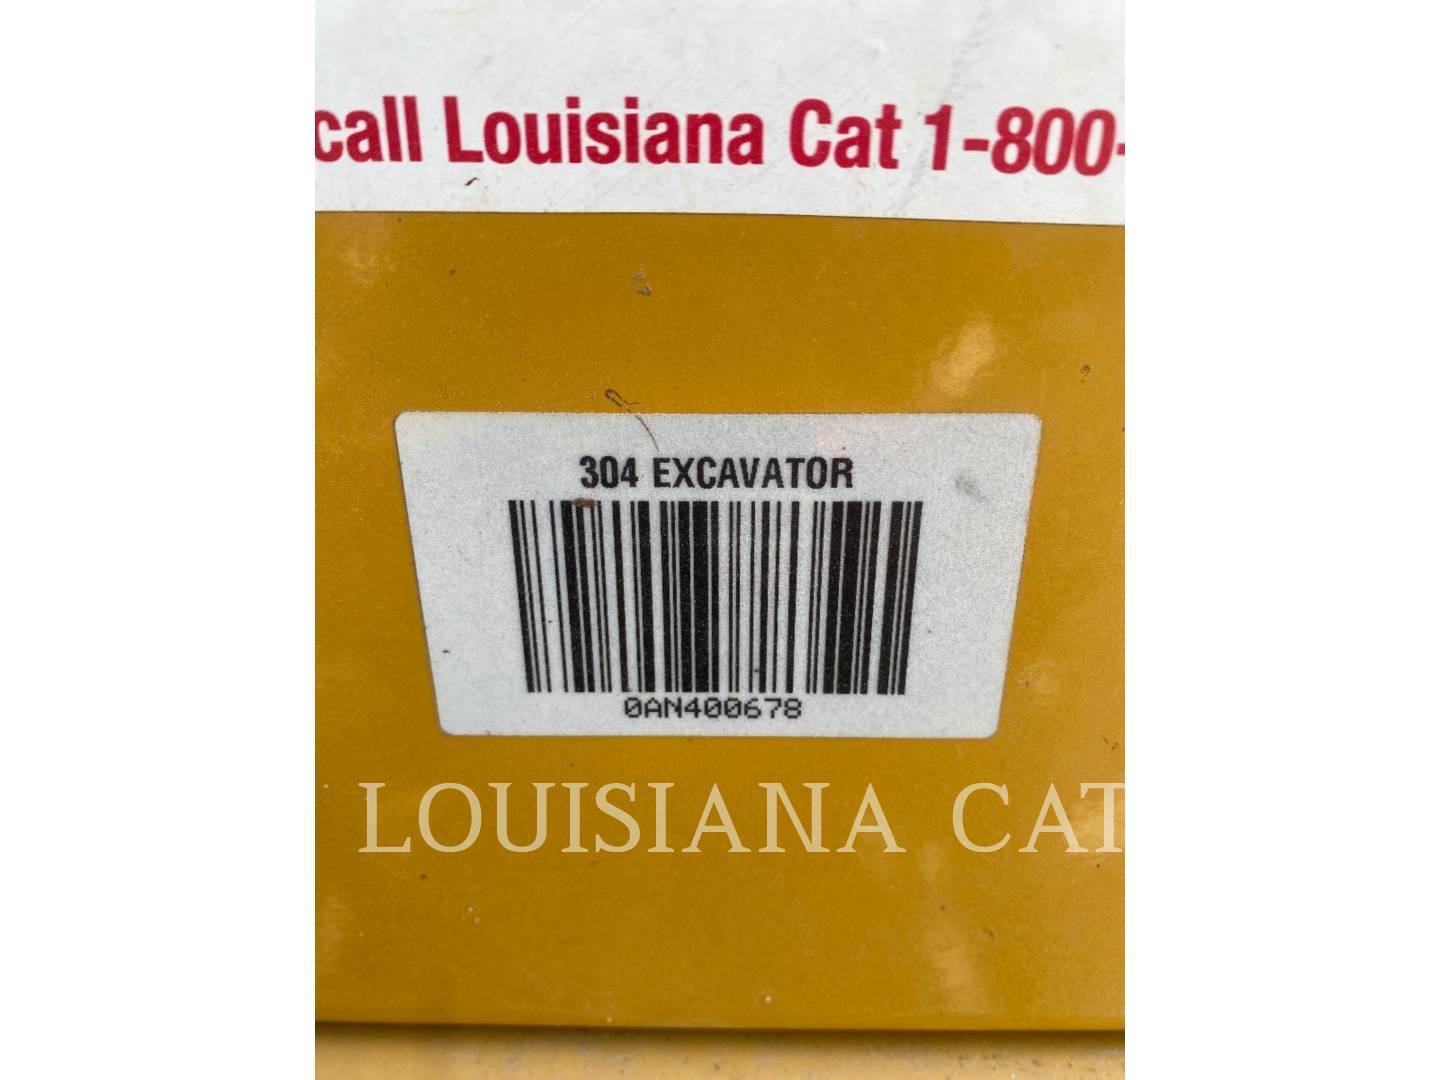 call Louisiana Cat 1-800-
304 EXCAVATOR
0AN400678
LOUISIANA CAT